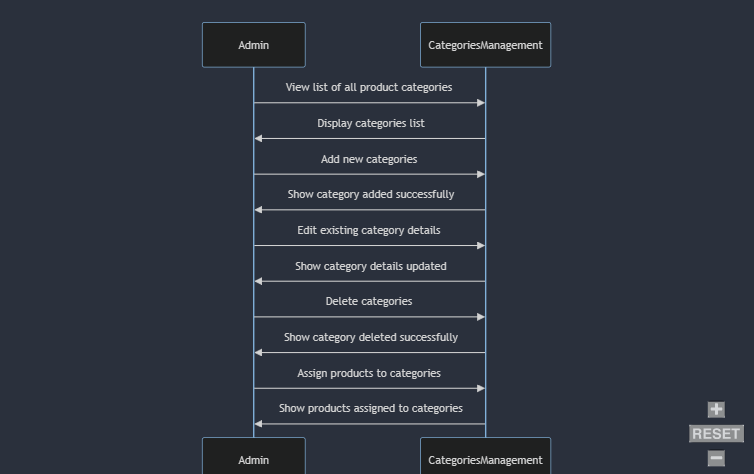 Admin
CategoriesManagement
View list of all product categories
Display categories list
Add new categories
Show category added successfully
Edit existing category details
Show category details updated
Delete categories
Show category deleted successfully
Assign products to categories
Show products assigned to categories
Admin
CategoriesManagement
+
RESET
−